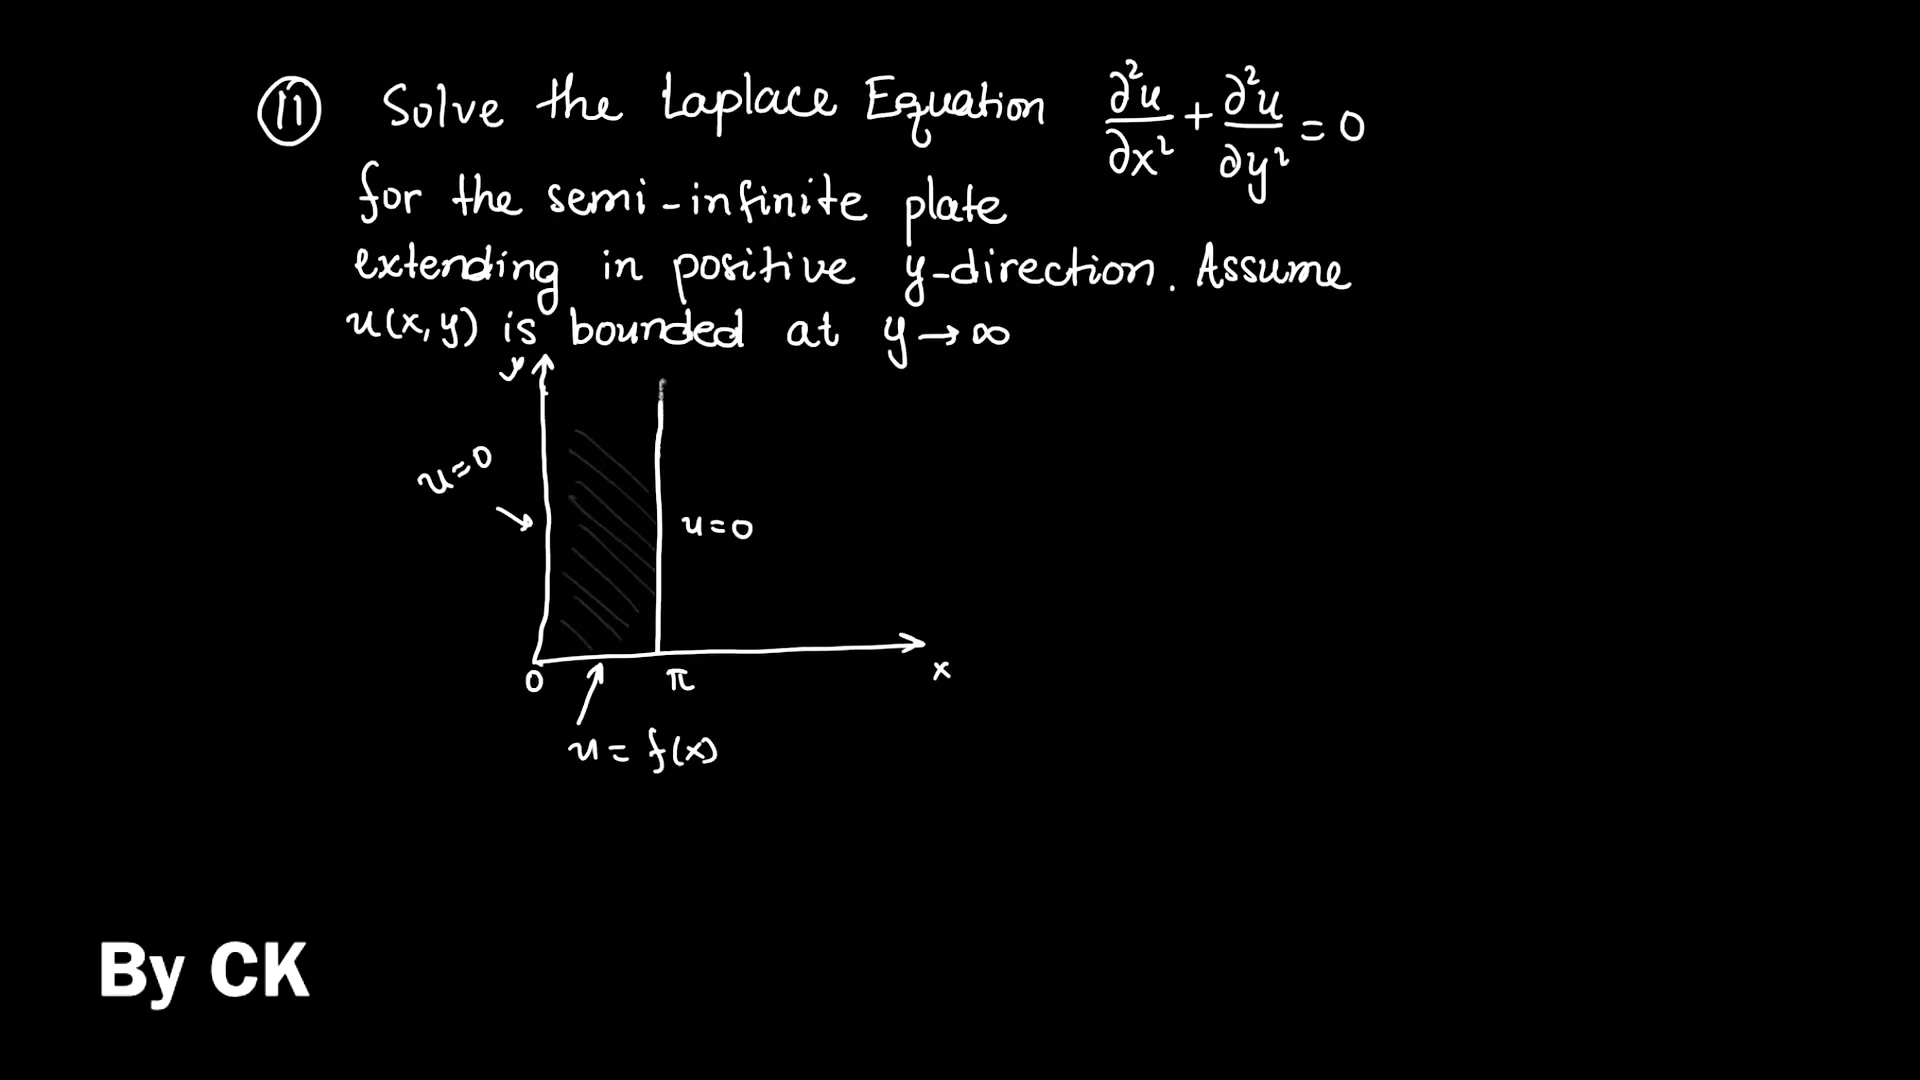 ⑪ Solve the Laplace Equation ∂²u/∂x² + ∂²u/∂y² = 0
for the semi-infinite plate
extending in positive y-direction. Assume
u(x,y) is bounded at y→∞
y
u=0
u=0
0
π
x
u = f(x)
By CK